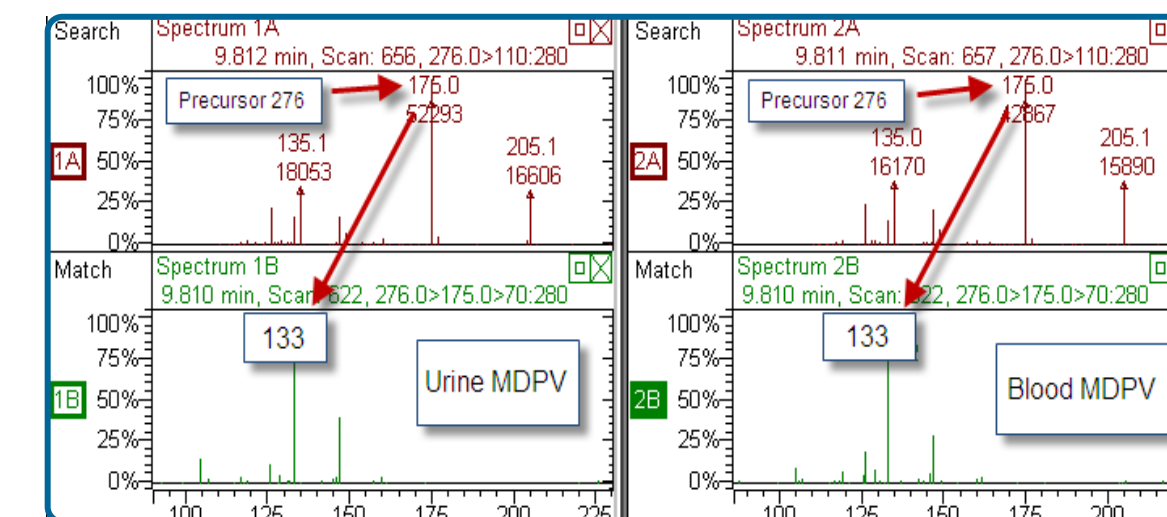 Search
Spectrum 1A
9.812 min, Scan: 656, 276.0>110:280
100%
75%
50%
25%
0%
1A
Precursor 276
175.0
52293
135.1
18053
205.1
16606
Match
Spectrum 1B
9.810 min, Scan: 622, 276.0>175.0>70:280
100%
75%
50%
25%
0%
1B
133
Urine MDPV
100
125
150
175
200
225
Search
Spectrum 2A
9.811 min, Scan: 657, 276.0>110:280
100%
75%
50%
25%
0%
2A
Precursor 276
175.0
42867
135.0
16170
205.1
15890
Match
Spectrum 2B
9.810 min, Scan: 276.0>175.0>70:280
100%
75%
50%
25%
0%
2B
133
Blood MDPV
100
125
150
175
200